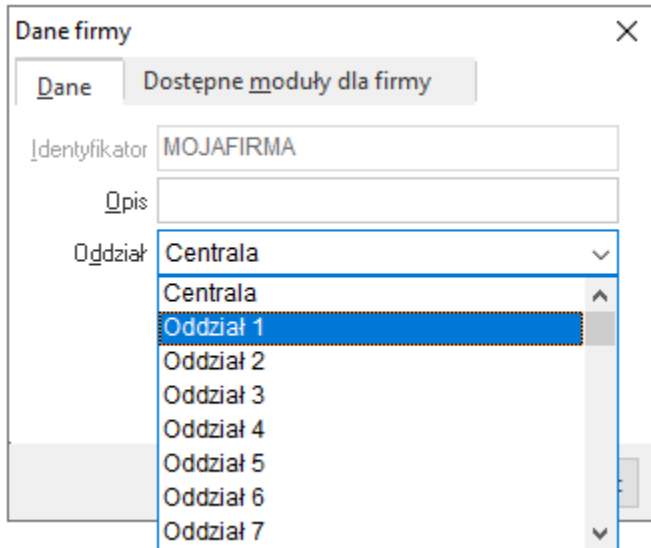 Dane firmy
Dane
Dostępne moduły dla firmy
Identyfikator MOJAFIRMA
Opis
Oddział Centrala
Centrala
Oddział 1
Oddział 2
Oddział 3
Oddział 4
Oddział 5
Oddział 6
Oddział 7